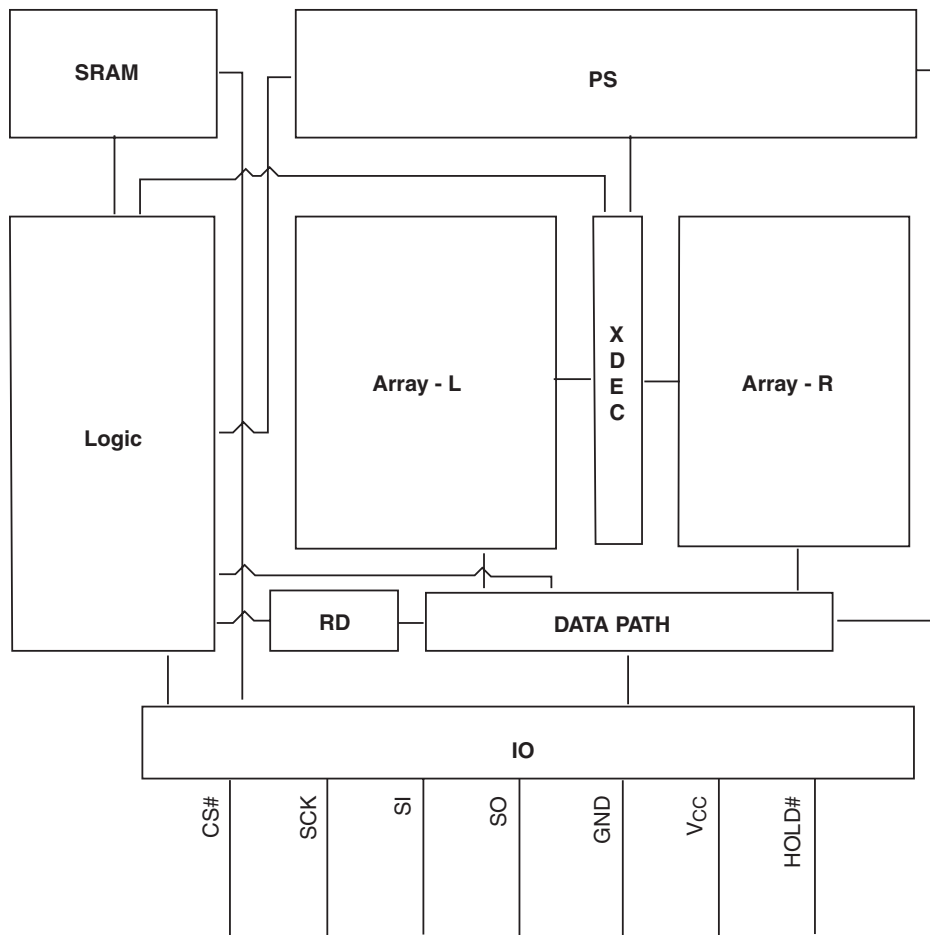 SRAM
PS
Logic
Array - L
X
D
E
C
Array - R
RD
DATA PATH
IO
CS#
SCK
SI
SO
GND
VCC
HOLD#